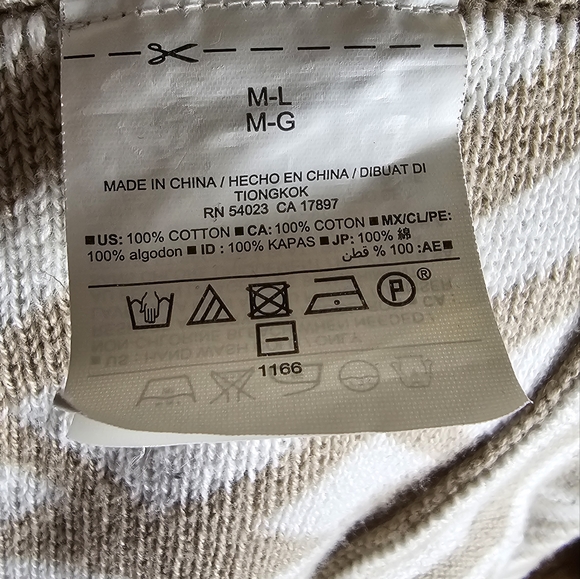 M-L
M-G
MADE IN CHINA / HECHO EN CHINA / DIBUAT DI
TIONGKOK
RN 54023 CA 17897
■ US: 100% COTTON ■ CA: 100% COTON ■ MX/CL/PE:
100% algodon ■ ID : 100% KAPAS ■ JP: 100% 綿
■ AE: 100 % قطن
P®
1166